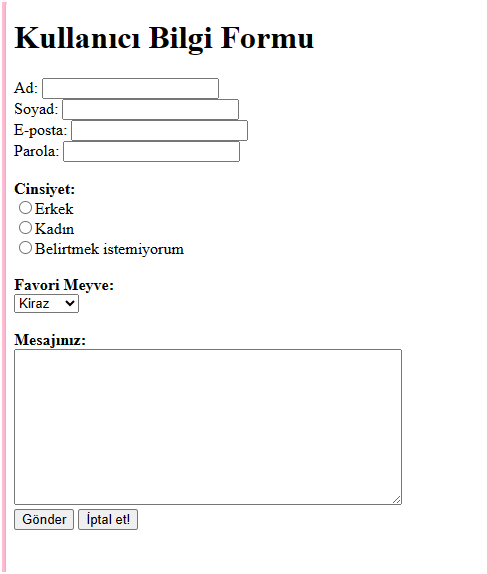 Kullanıcı Bilgi Formu
Ad:
Soyad:
E-posta:
Parola:
Cinsiyet:
Erkek
Kadın
Belirtmek istemiyorum
Favori Meyve:
Kiraz
Mesajınız:
Gönder İptal et!